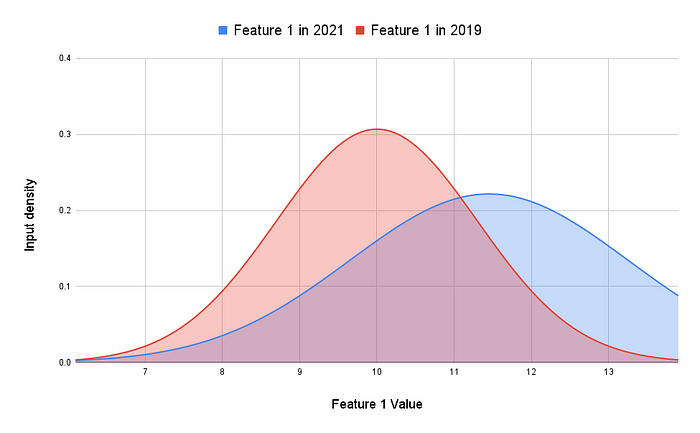 Feature 1 in 2021 Feature 1 in 2019
0.4
0.3
0.2
0.1
0.0
Input density
7 8 9 10 11 12 13
Feature 1 Value